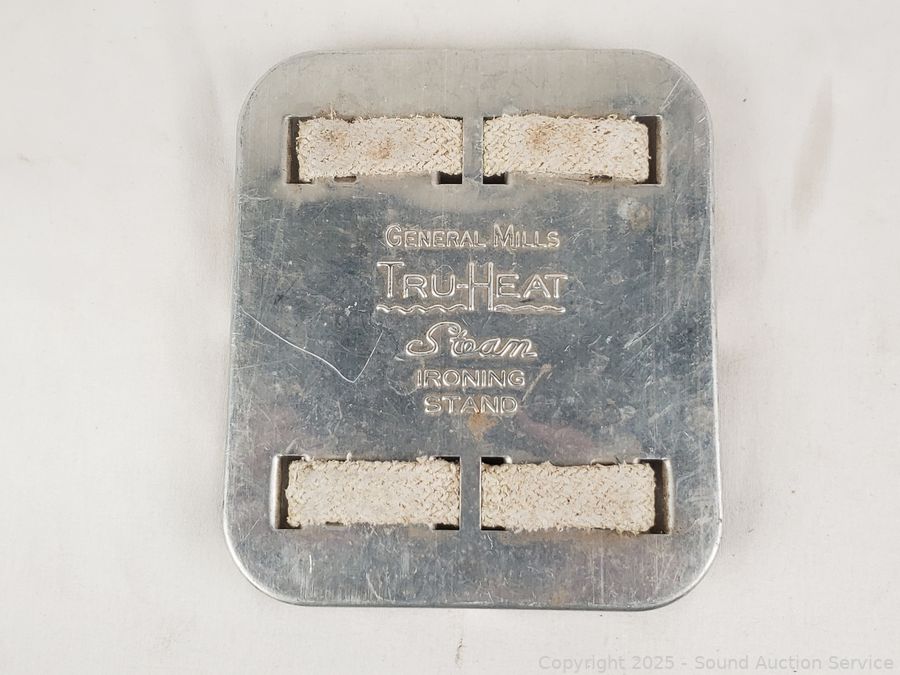 GENERAL MILLS
TRU-HEAT
Steam
IRONING
STAND
Copyright 2025 - Sound Auction Service